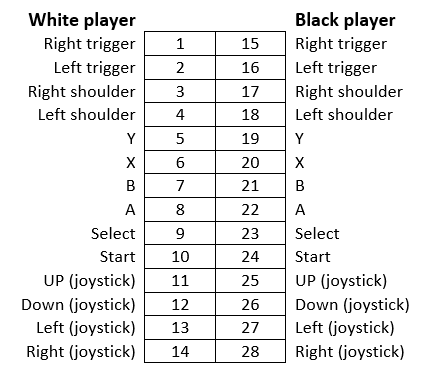 White player Black player
Right trigger 1 15 Right trigger
Left trigger 2 16 Left trigger
Right shoulder 3 17 Right shoulder
Left shoulder 4 18 Left shoulder
Y 5 19 Y
X 6 20 X
B 7 21 B
A 8 22 A
Select 9 23 Select
Start 10 24 Start
UP (joystick) 11 25 UP (joystick)
Down (joystick) 12 26 Down (joystick)
Left (joystick) 13 27 Left (joystick)
Right (joystick) 14 28 Right (joystick)